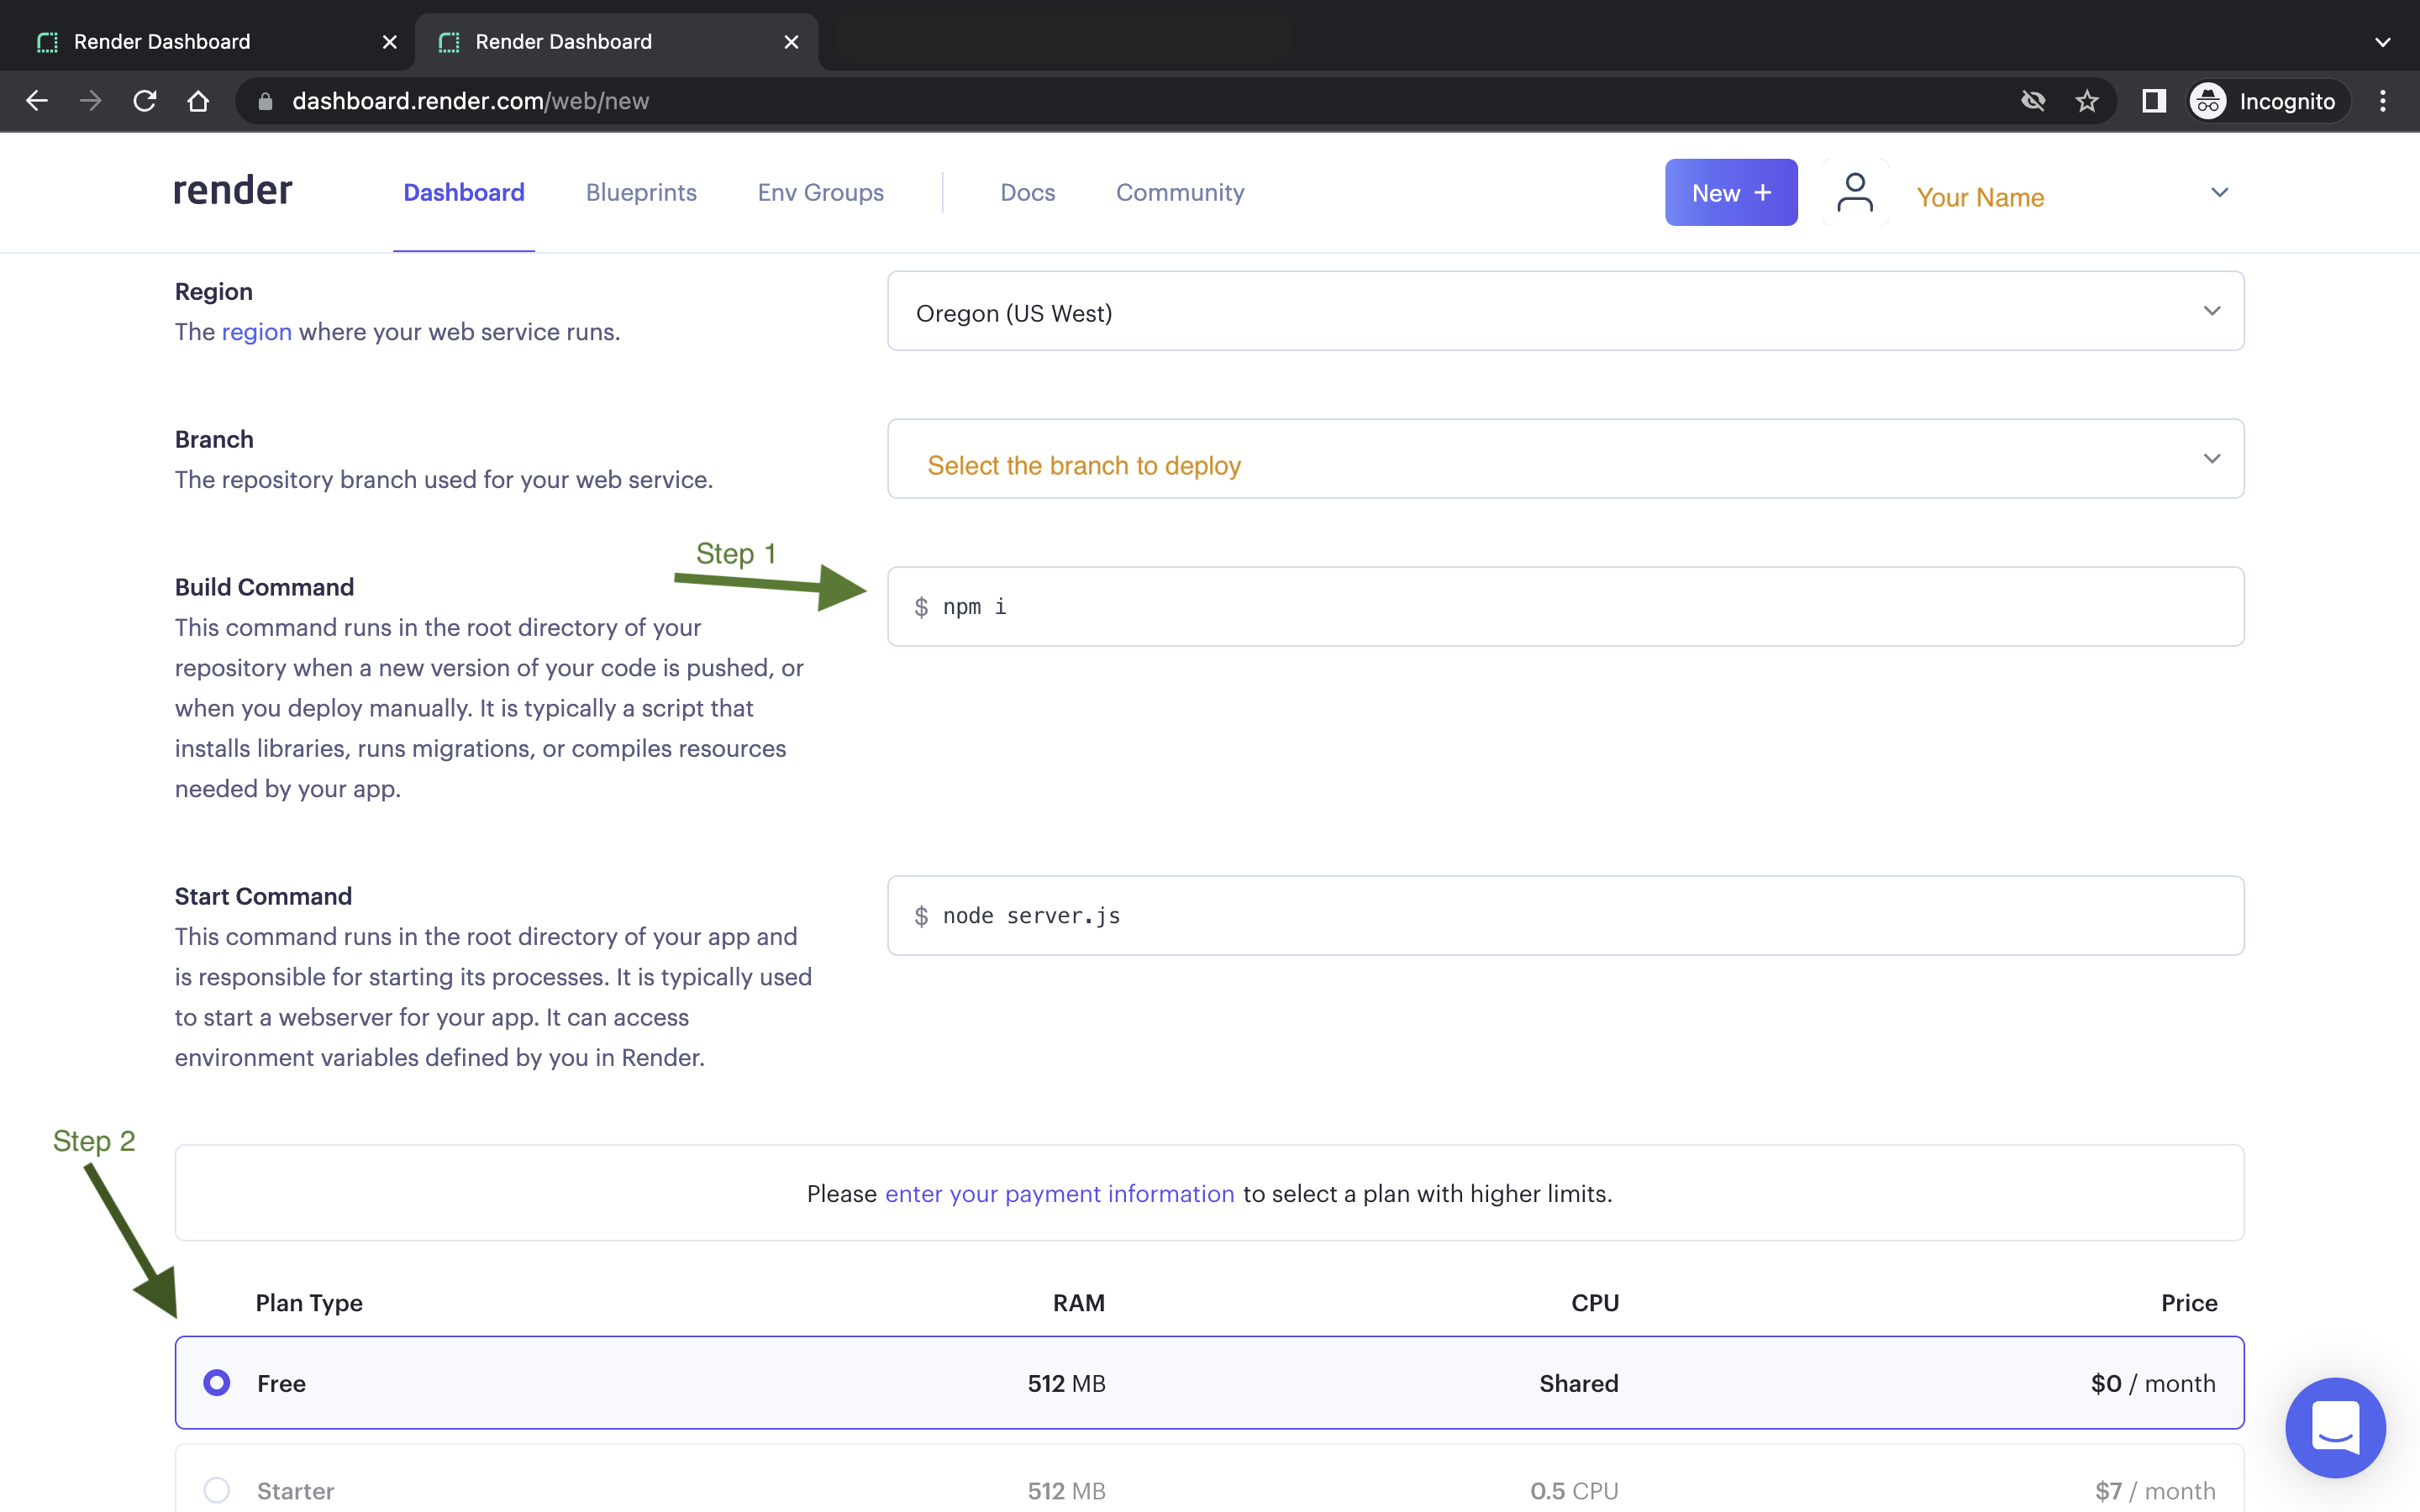 Render Dashboard
Render Dashboard
dashboard.render.com/web/new
Incognito
render
Dashboard
Blueprints
Env Groups
Docs
Community
New +
Your Name
Region
The region where your web service runs.
Oregon (US West)
Branch
The repository branch used for your web service.
Select the branch to deploy
Step 1
Build Command
This command runs in the root directory of your
repository when a new version of your code is pushed, or
when you deploy manually. It is typically a script that
installs libraries, runs migrations, or compiles resources
needed by your app.
$ npm i
Start Command
This command runs in the root directory of your app and
is responsible for starting its processes. It is typically used
to start a webserver for your app. It can access
environment variables defined by you in Render.
$ node server.js
Step 2
Please enter your payment information to select a plan with higher limits.
Plan Type RAM CPU Price
Free 512 MB Shared $0 / month
Starter 512 MB 0.5 CPU $7 / month